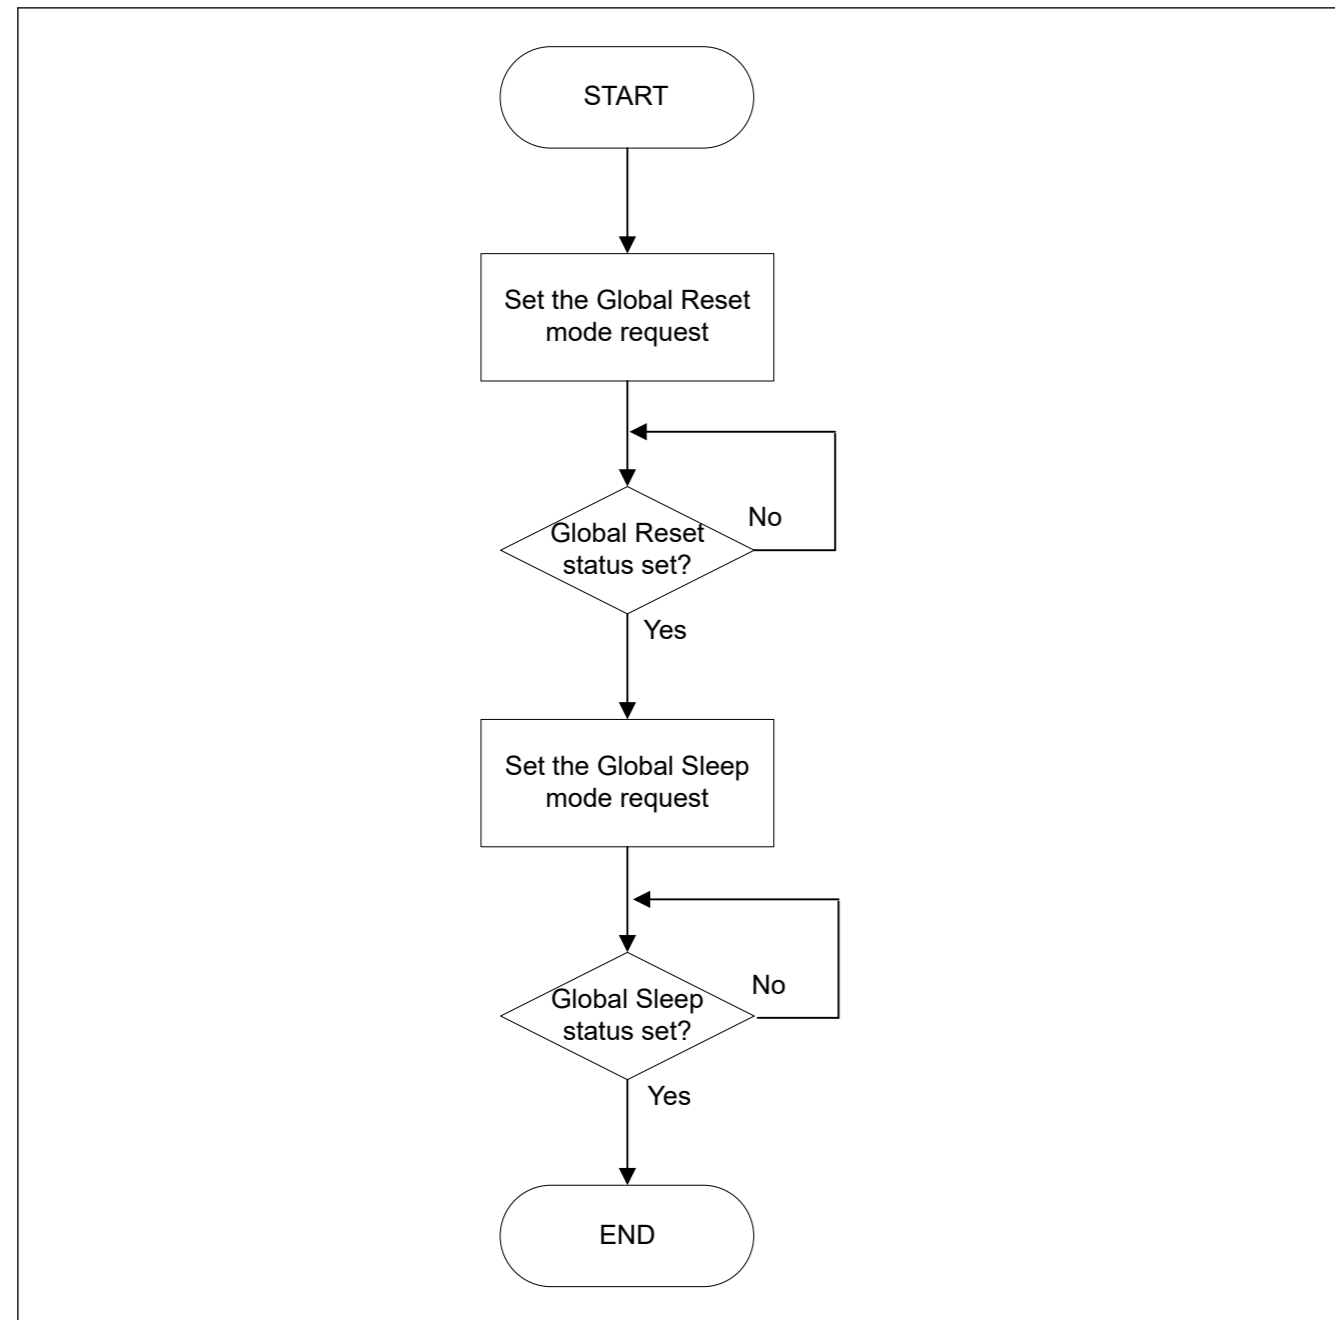 START
Set the Global Reset
mode request
Global Reset
status set?
No
Yes
Set the Global Sleep
mode request
Global Sleep
status set?
No
Yes
END